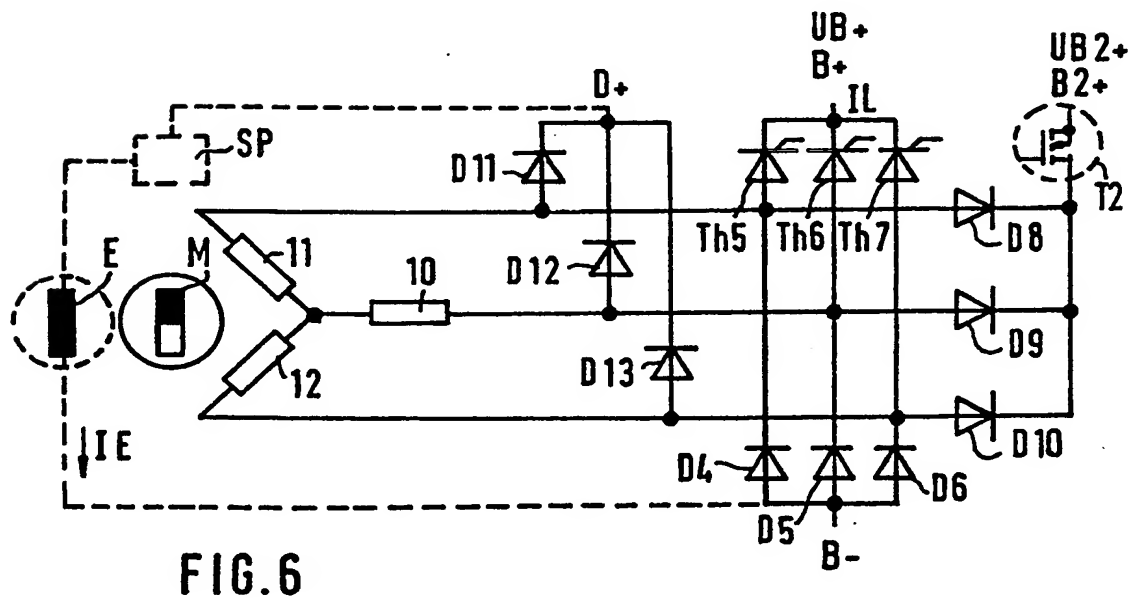 UB+
B+
UB2+
B2+
D+
IL
SP
D11
T2
Th5
Th6
Th7
D8
E
M
11
D12
10
D9
12
D13
D10
IE
D4
D5
D6
B-
FIG.6